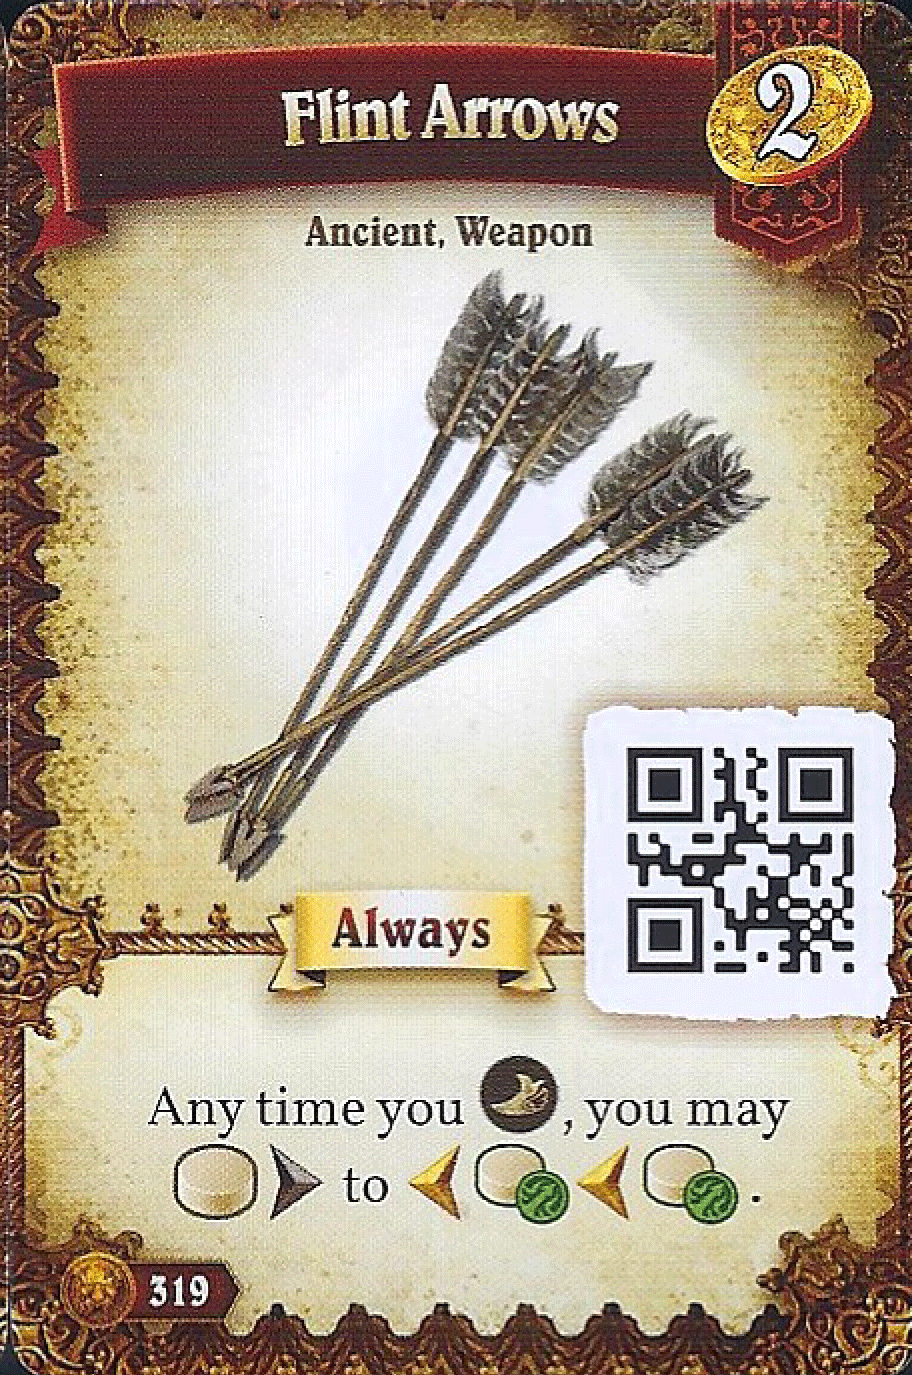 Flint Arrows
2
Ancient, Weapon
Always
Any time you , you may
to .
319